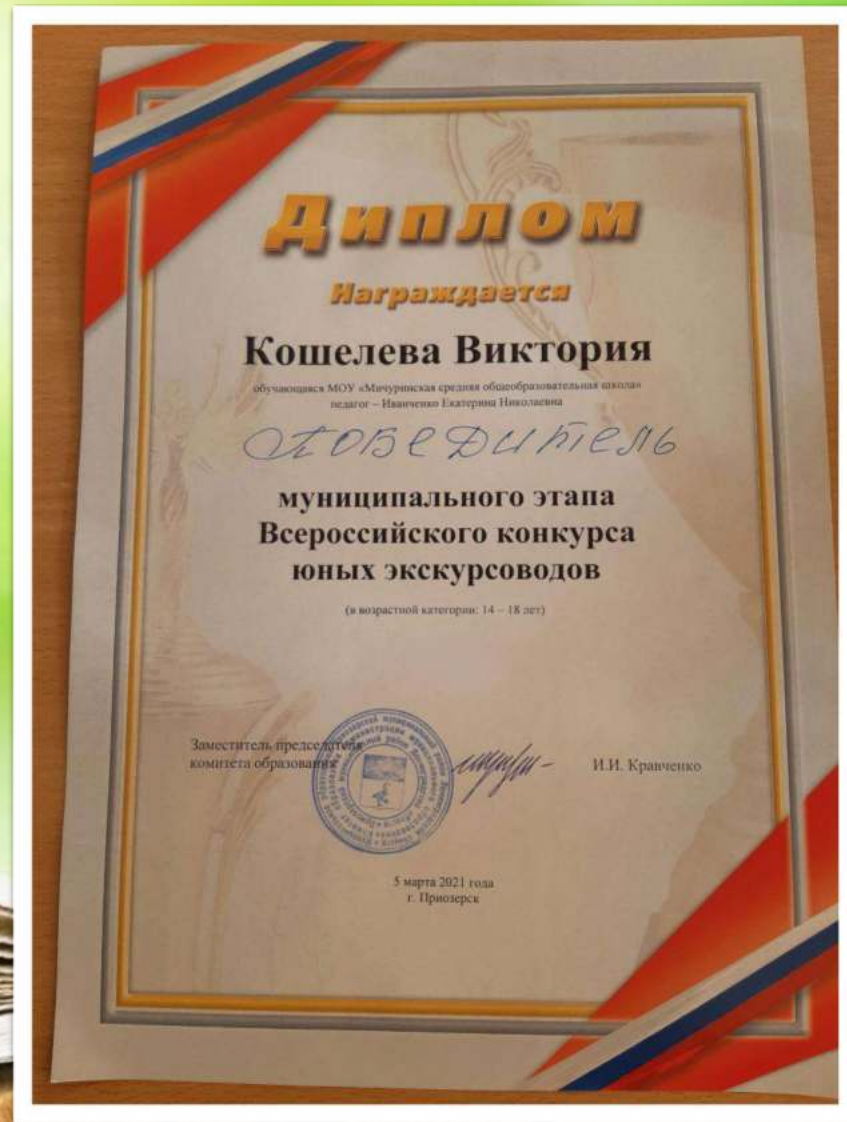 Диплом
Награждается
Кошелева Виктория
обучающаяся МОУ «Мичуринская средняя общеобразовательная школа»
педагог – Иванченко Екатерина Николаевна
победитель
муниципального этапа
Всероссийского конкурса
юных экскурсоводов
(в возрастной категории: 14 – 18 лет)
Заместитель председателя
комитета образования
И.И. Кравченко
5 марта 2021 года
г. Приозерск